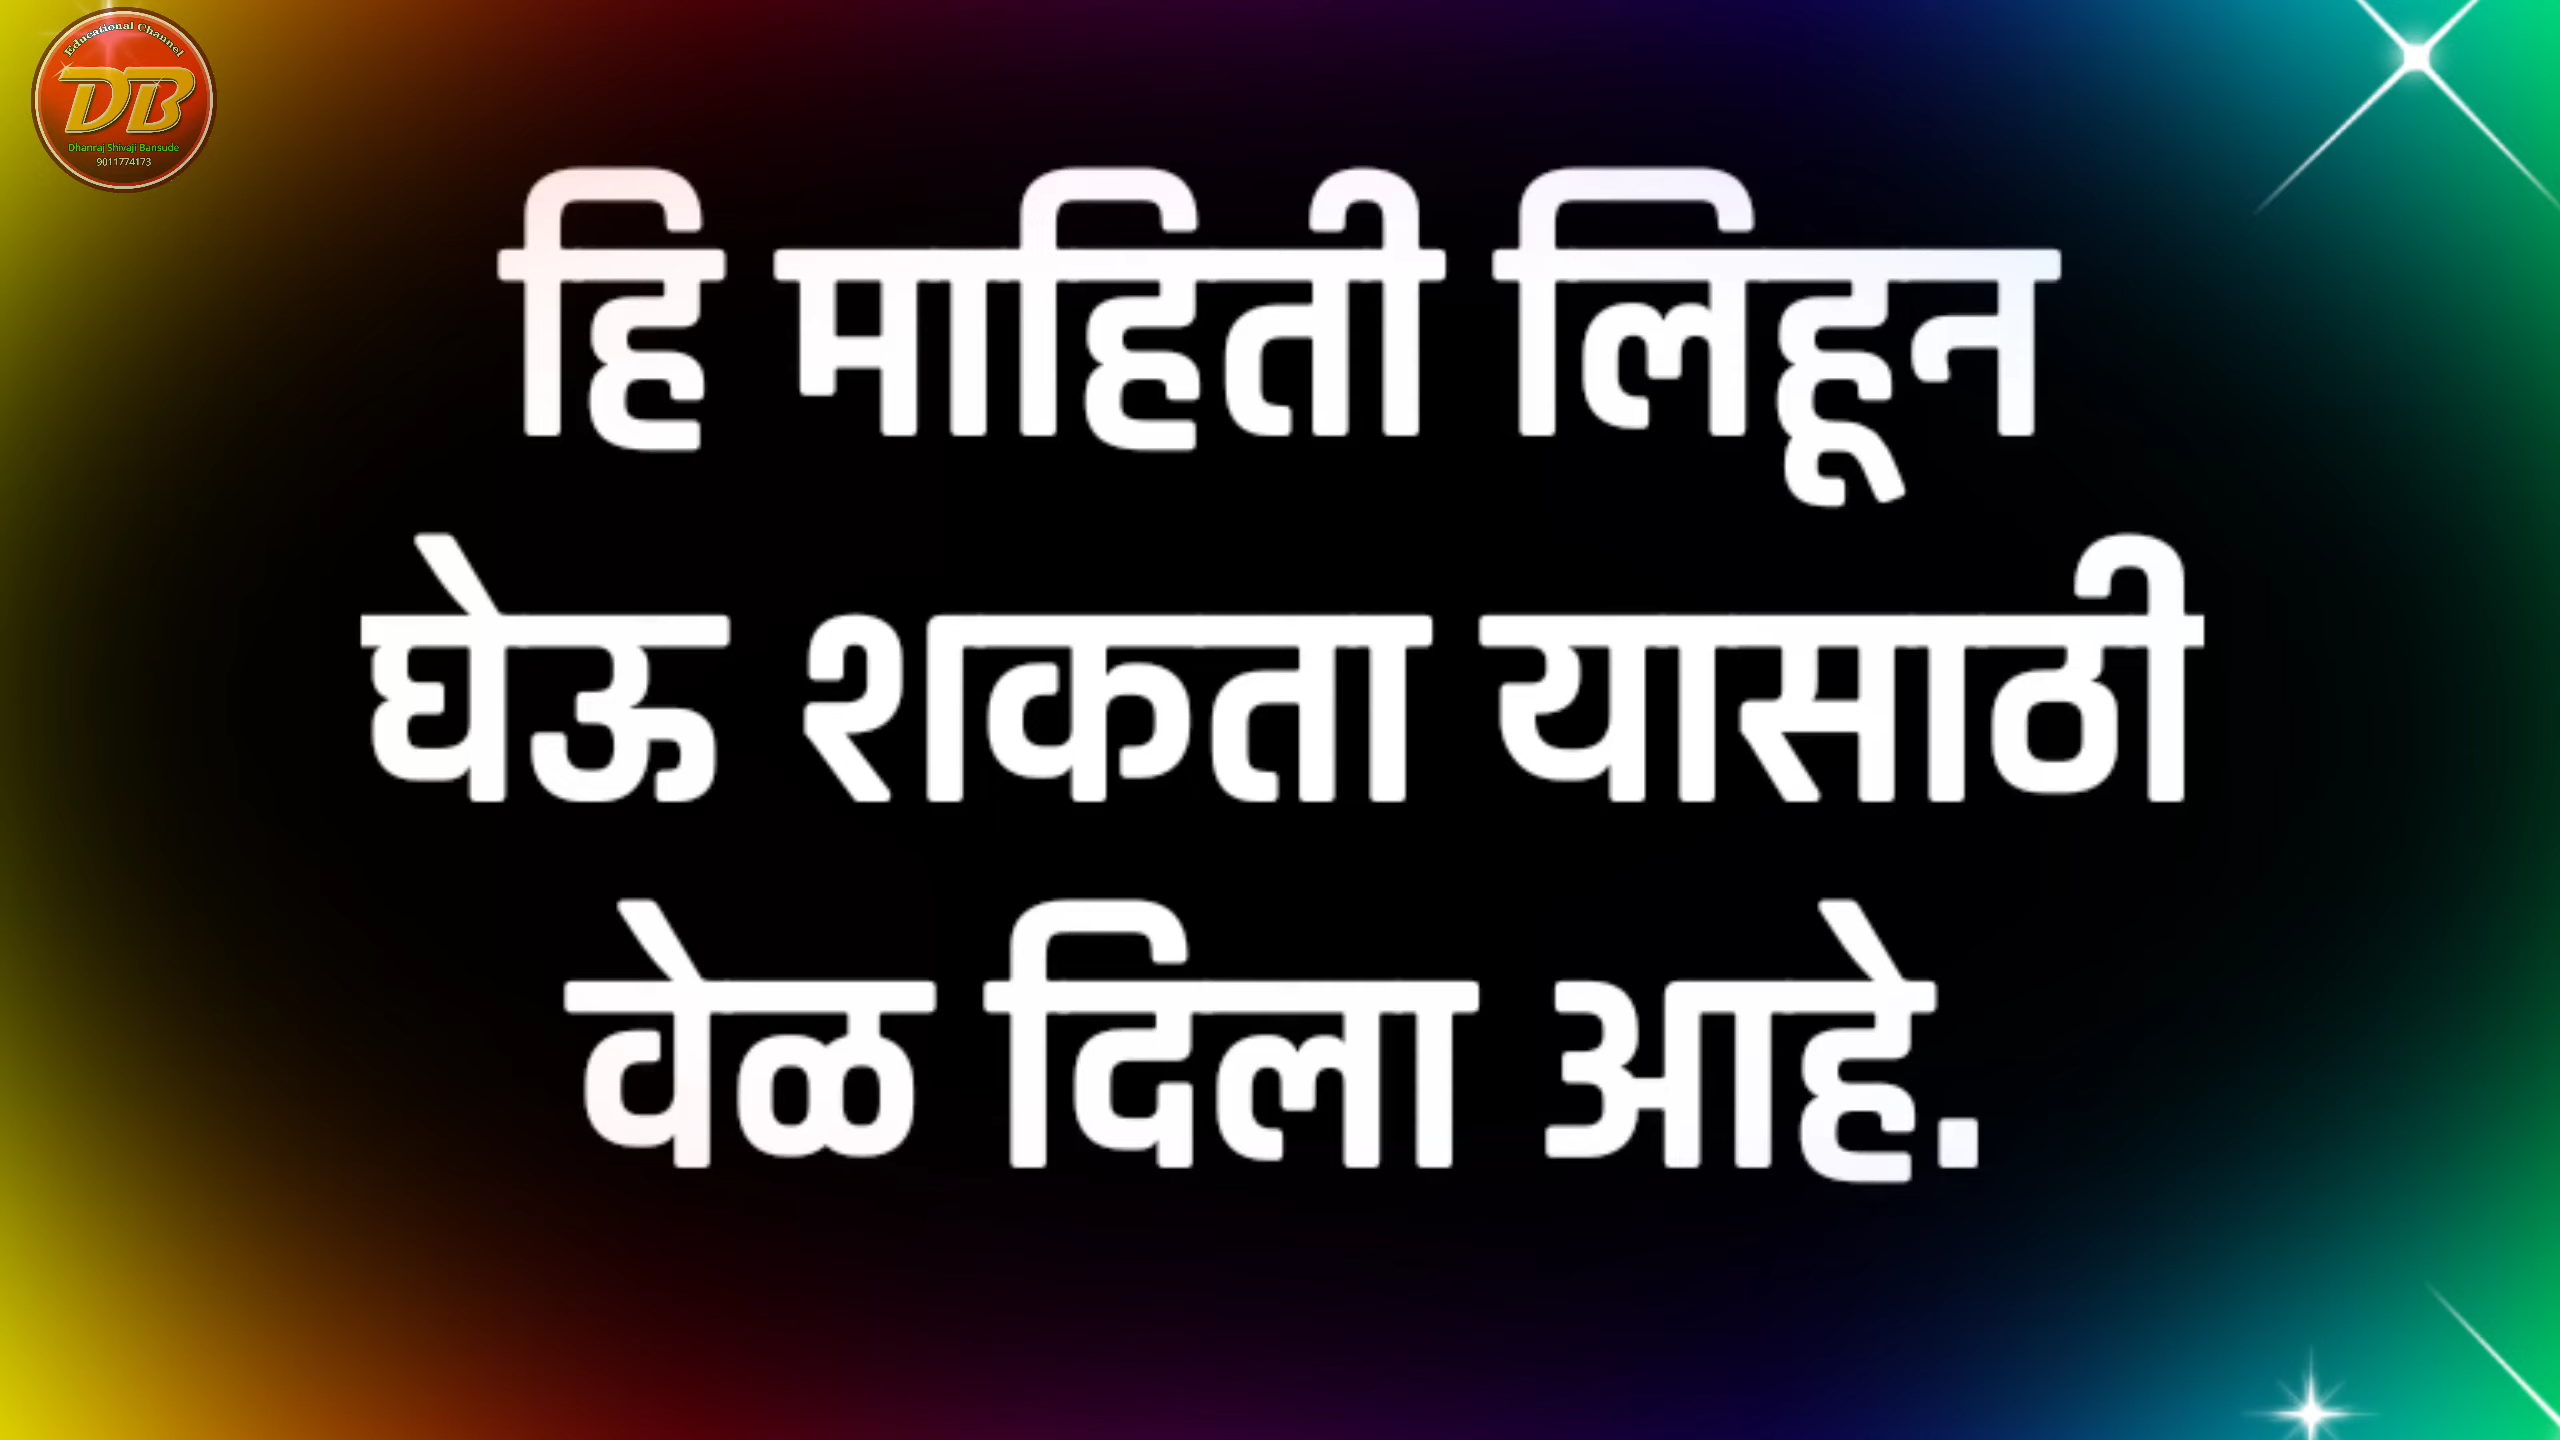 Educational Channel
DB
Dhanraj Shivaji Bansude
9011774173
हि माहिती लिहून
घेऊ शकता यासाठी
वेळ दिला आहे.